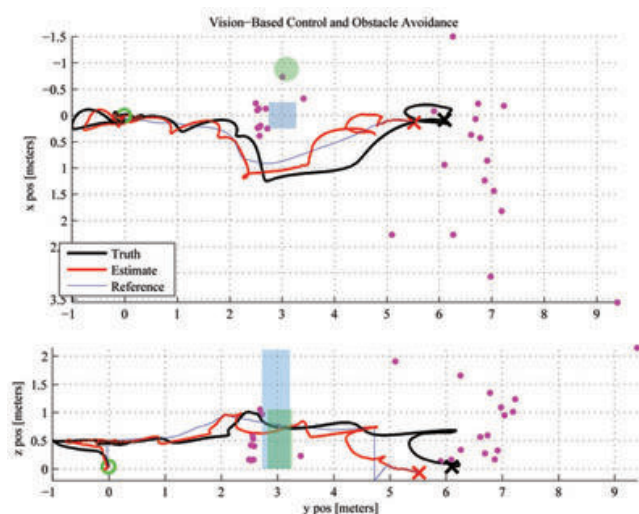 Vision-Based Control and Obstacle Avoidance
-1.5
-1
-0.5
0
0.5
1
1.5
2
2.
3.5
x pos [meters]
Truth
Estimate
Reference
-1 0 1 2 3 4 5 6 7 8 9
2
1.5
1
0.5
0
z pos [meters]
-1 0 1 2 3 4 5 6 7 8 9
y pos [meters]